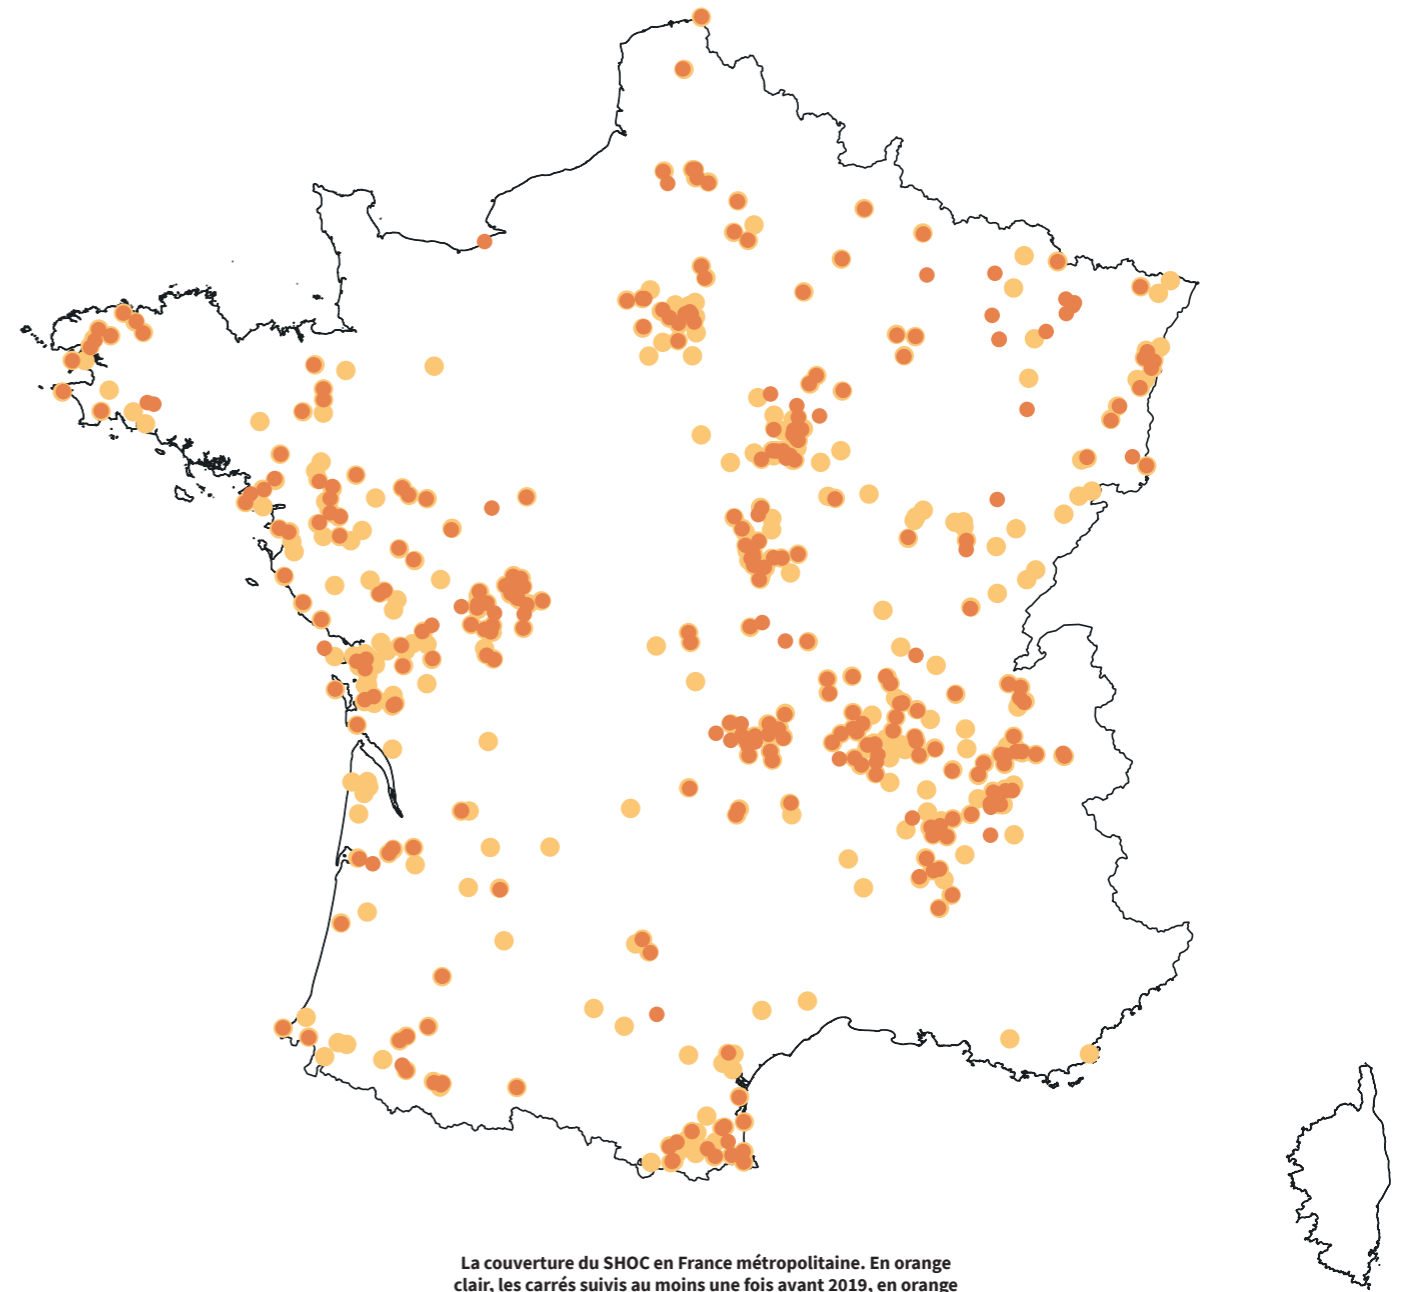 La couverture du SHOC en France métropolitaine. En orange
clair, les carrés suivis au moins une fois avant 2019, en orange